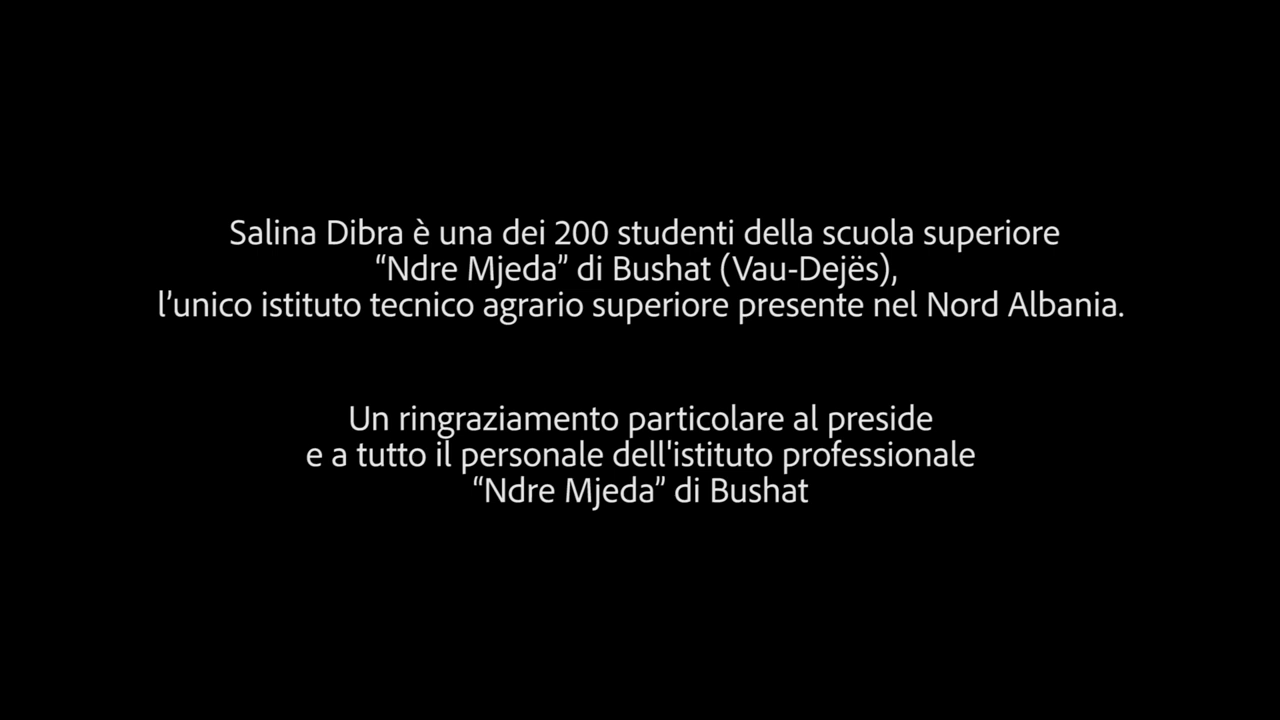 Salina Dibra è una dei 200 studenti della scuola superiore
“Ndre Mjeda” di Bushat (Vau-Dejës),
l’unico istituto tecnico agrario superiore presente nel Nord Albania.
Un ringraziamento particolare al preside
e a tutto il personale dell'istituto professionale
“Ndre Mjeda” di Bushat